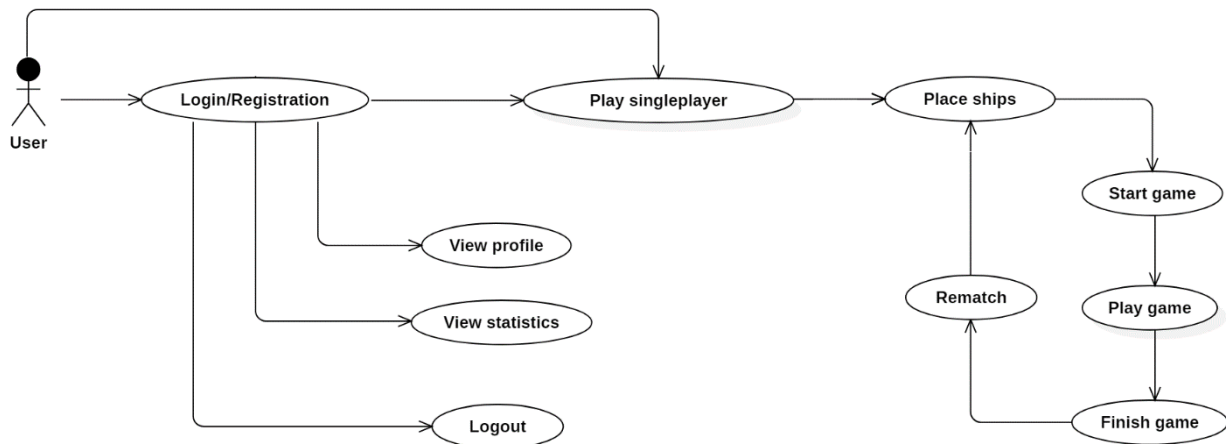 Login/Registration
Play singleplayer
Place ships
User
Start game
View profile
Rematch
Play game
View statistics
Finish game
Logout